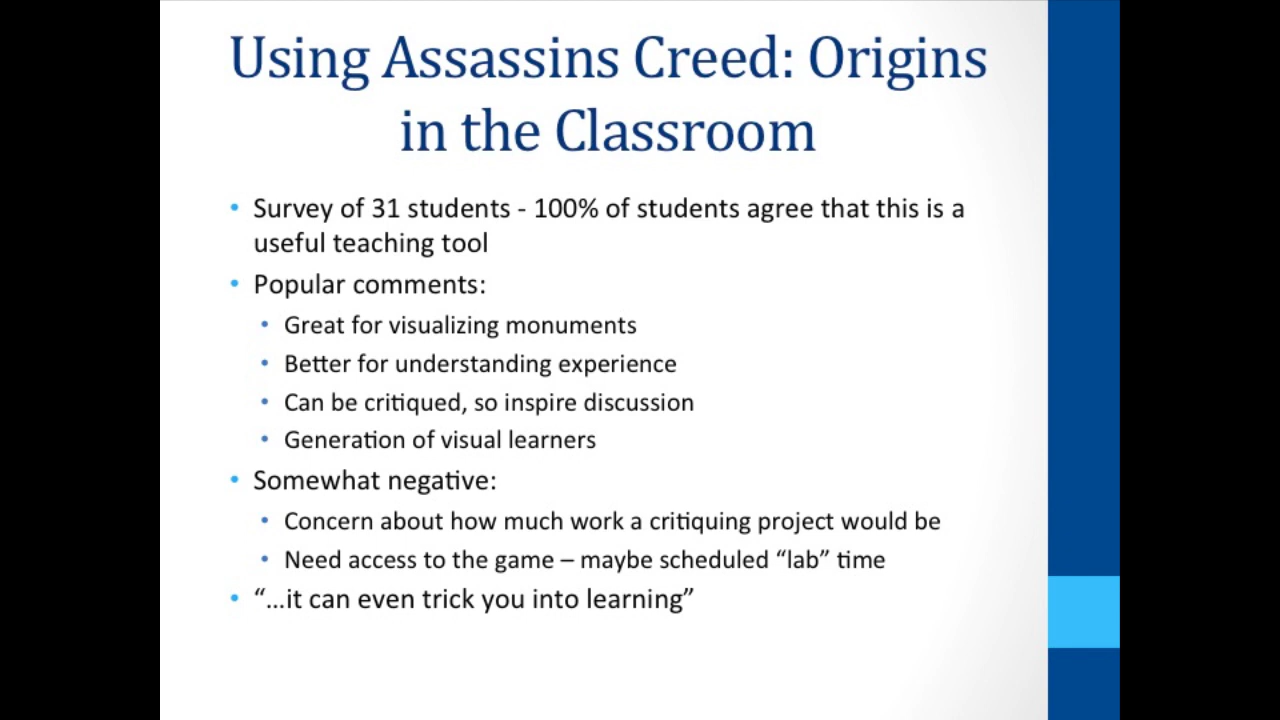 Using Assassins Creed: Origins
in the Classroom
• Survey of 31 students - 100% of students agree that this is a
useful teaching tool
• Popular comments:
• Great for visualizing monuments
• Better for understanding experience
• Can be critiqued, so inspire discussion
• Generation of visual learners
• Somewhat negative:
• Concern about how much work a critiquing project would be
• Need access to the game – maybe scheduled “lab” time
• “…it can even trick you into learning”